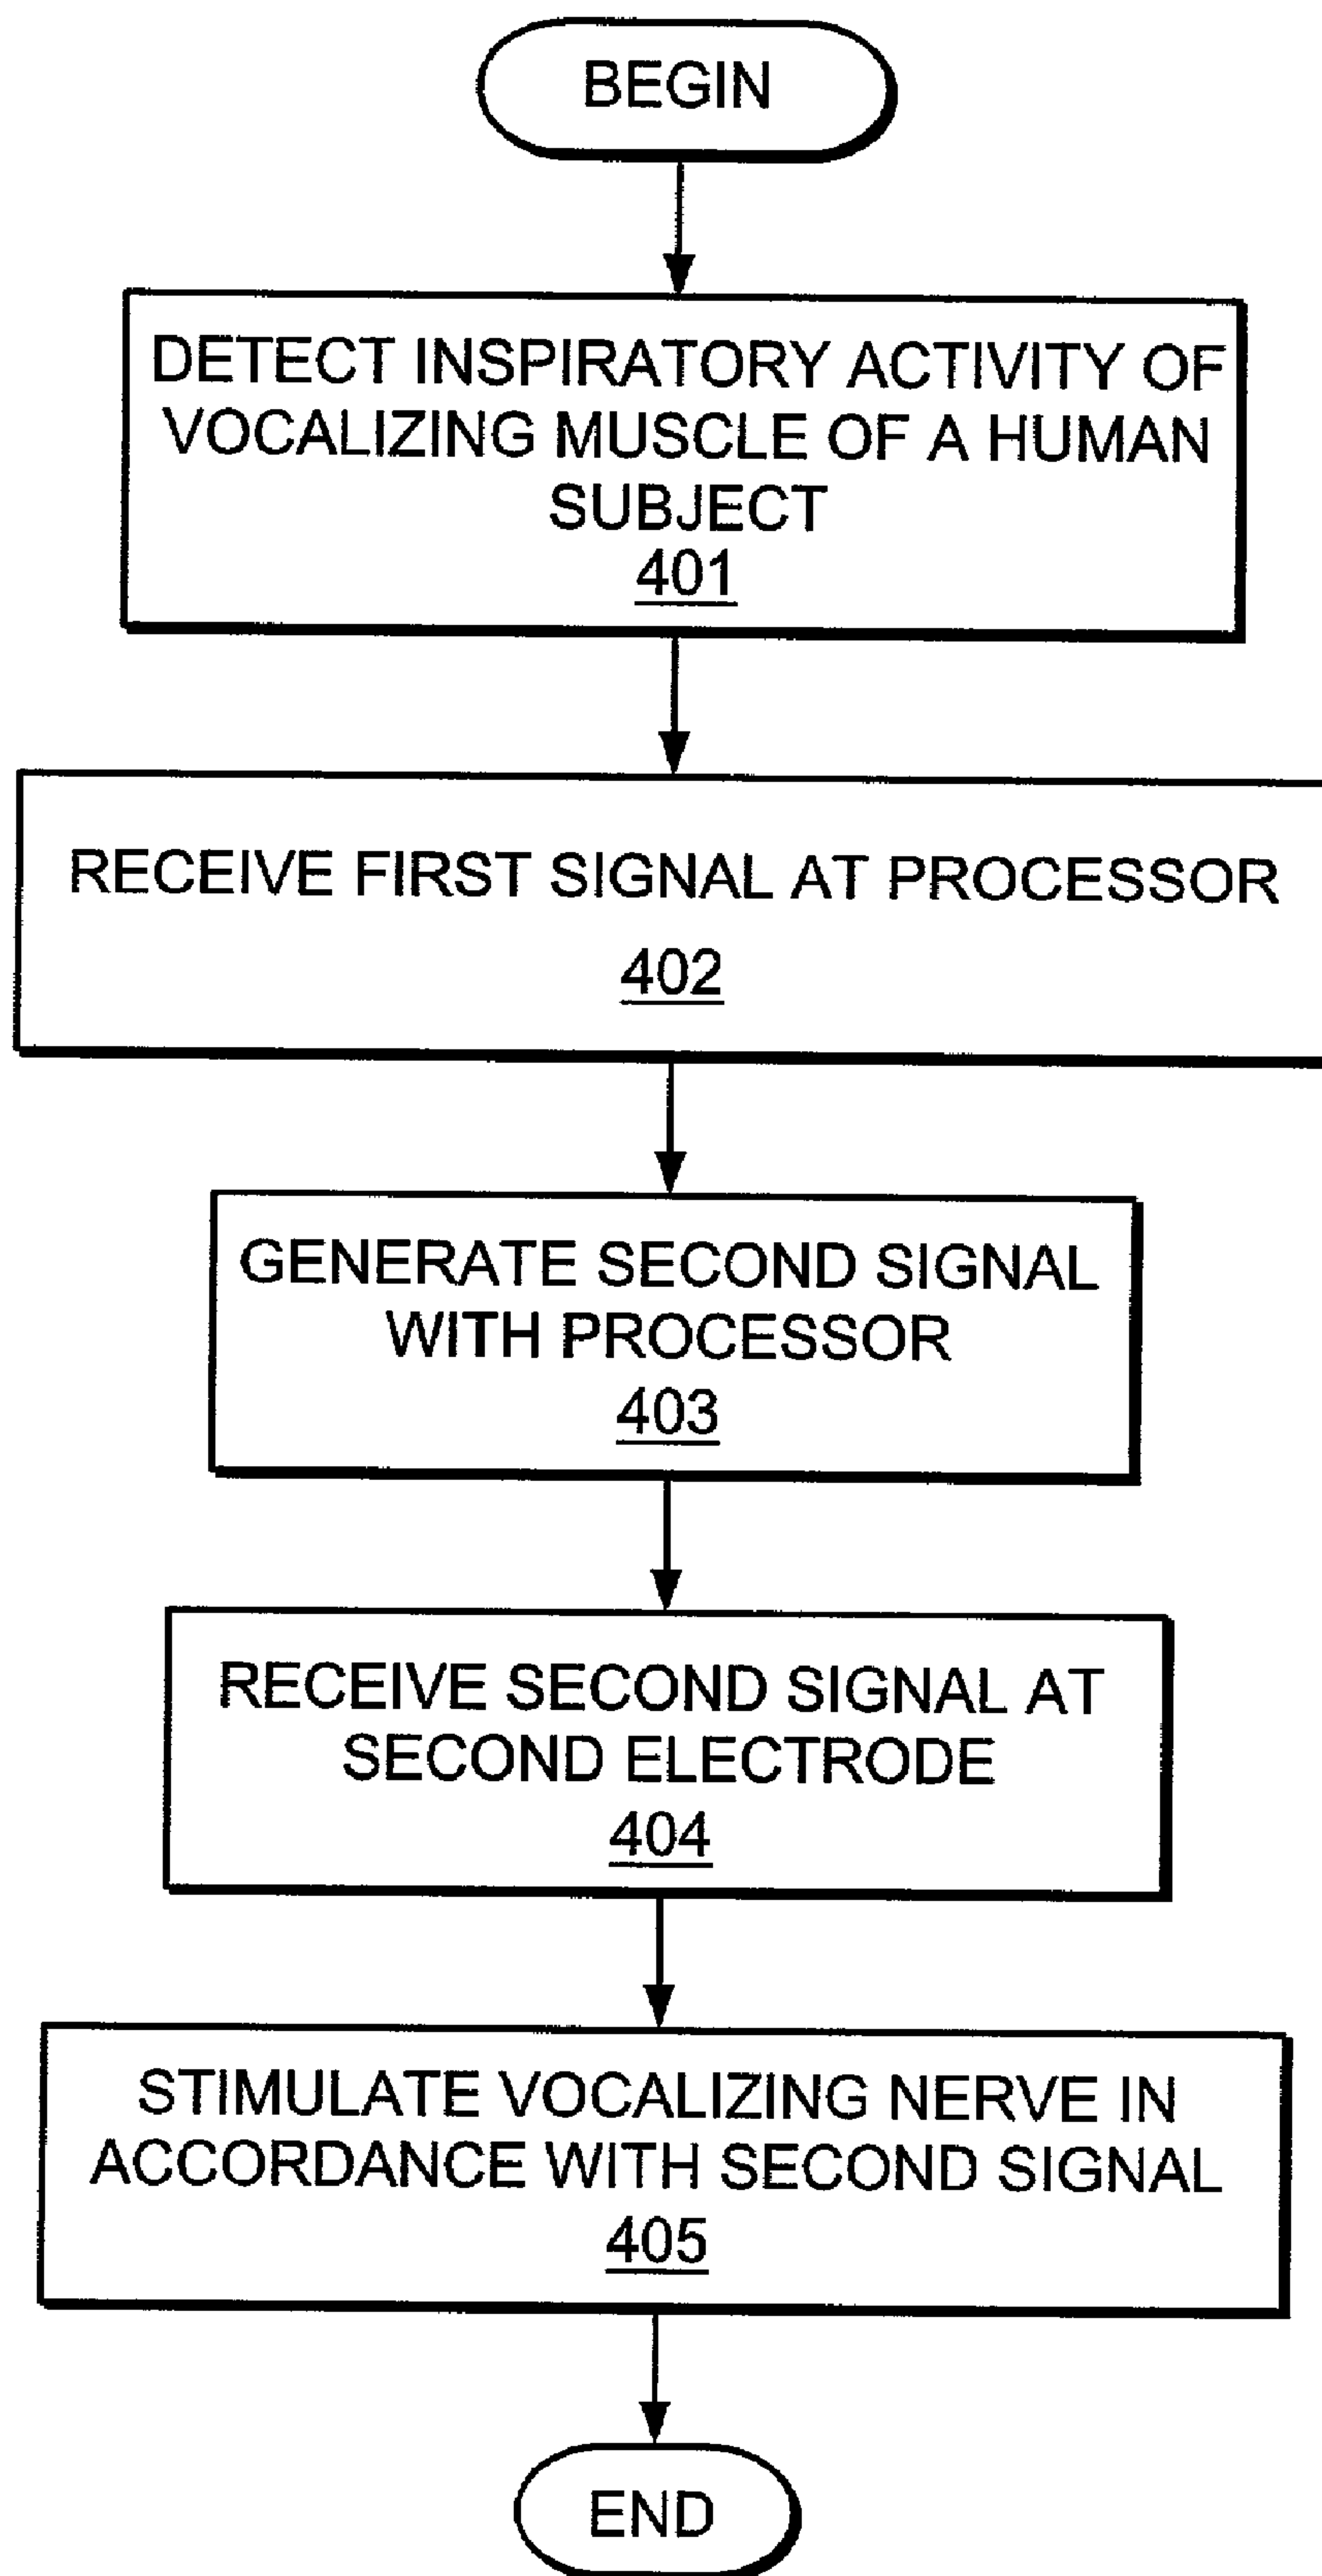 BEGIN
DETECT INSPIRATORY ACTIVITY OF
VOCALIZING MUSCLE OF A HUMAN
SUBJECT
401
RECEIVE FIRST SIGNAL AT PROCESSOR
402
GENERATE SECOND SIGNAL
WITH PROCESSOR
403
RECEIVE SECOND SIGNAL AT
SECOND ELECTRODE
404
STIMULATE VOCALIZING NERVE IN
ACCORDANCE WITH SECOND SIGNAL
405
END